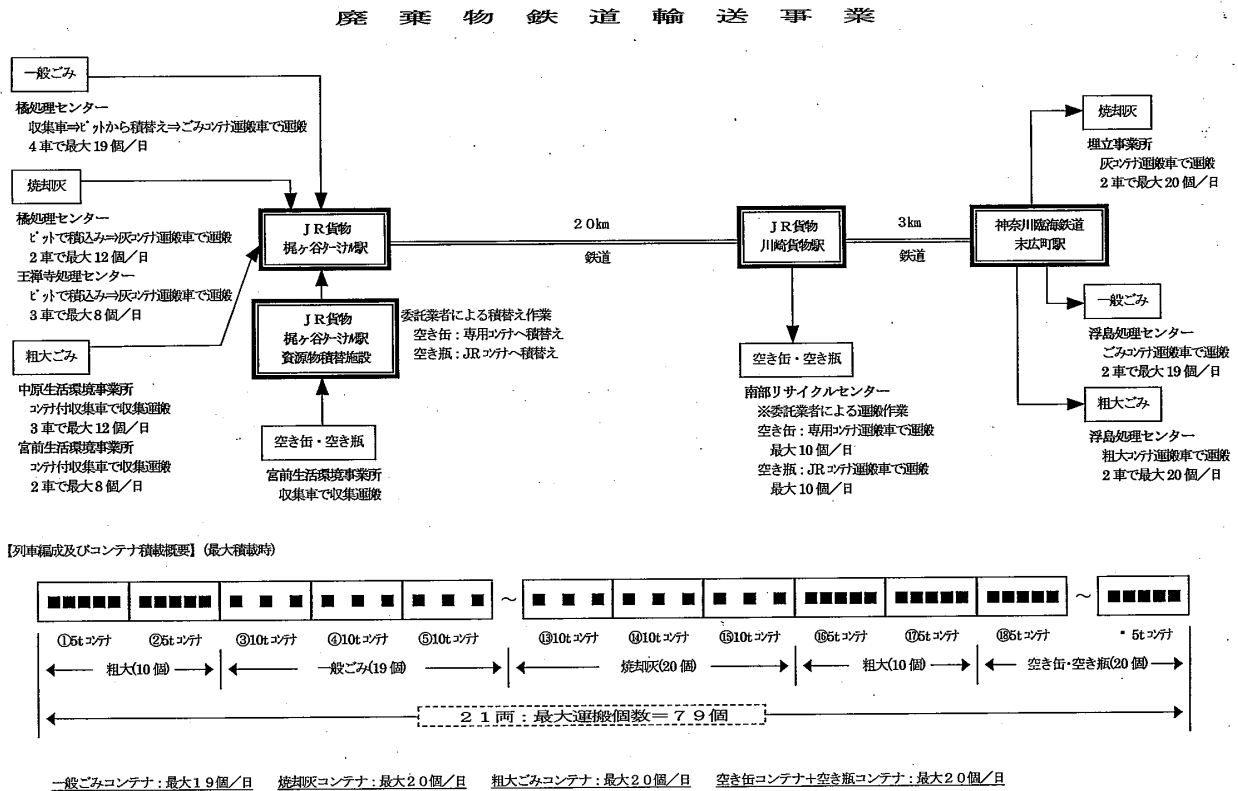 廃棄物鉄道輸送事業
一般ごみ
橘処理センター
収集車⇒ピットから積替え⇒ごみコンテナ運搬車で運搬
4車で最大19個／日
焼却灰
橘処理センター
ピットで積込み⇒灰コンテナ運搬車で運搬
2車で最大12個／日
王禅寺処理センター
ピットで積込み⇒灰コンテナ運搬車で運搬
3車で最大8個／日
粗大ごみ
中原生活環境事業所
コンテナ付収集車で収集運搬
3車で最大12個／日
宮前生活環境事業所
コンテナ付収集車で収集運搬
2車で最大8個／日
JR貨物
梶ヶ谷ターミナル駅
JR貨物
梶ヶ谷ターミナル駅
資源物積替施設
委託業者による積替え作業
空き缶：専用コンテナへ積替え
空き瓶：JRコンテナへ積替え
空き缶・空き瓶
宮前生活環境事業所
収集車で収集運搬
20km
鉄道
JR貨物
川崎貨物駅
空き缶・空き瓶
南部リサイクルセンター
※委託業者による運搬作業
空き缶：専用コンテナ運搬車で運搬
最大10個／日
空き瓶：JRコンテナ運搬車で運搬
最大10個／日
3km
鉄道
神奈川臨海鉄道
末広町駅
焼却灰
埋立事業所
灰コンテナ運搬車で運搬
2車で最大20個／日
一般ごみ
浮島処理センター
ごみコンテナ運搬車で運搬
2車で最大19個／日
粗大ごみ
浮島処理センター
粗大コンテナ運搬車で運搬
2車で最大20個／日
【列車編成及びコンテナ積載概要】（最大積載時）
～ ～
①5tコンテナ ②5tコンテナ ③10tコンテナ ④10tコンテナ ⑤10tコンテナ ⑬10tコンテナ ⑭10tコンテナ ⑮10tコンテナ ⑯5tコンテナ ⑰5tコンテナ ⑱5tコンテナ 5tコンテナ
粗大(10個) 一般ごみ(19個) 焼却灰(20個) 粗大(10個) 空き缶・空き瓶(20個)
21両：最大運搬個数＝79個
一般ごみコンテナ：最大19個／日 焼却灰コンテナ：最大20個／日 粗大ごみコンテナ：最大20個／日 空き缶コンテナ＋空き瓶コンテナ：最大20個／日